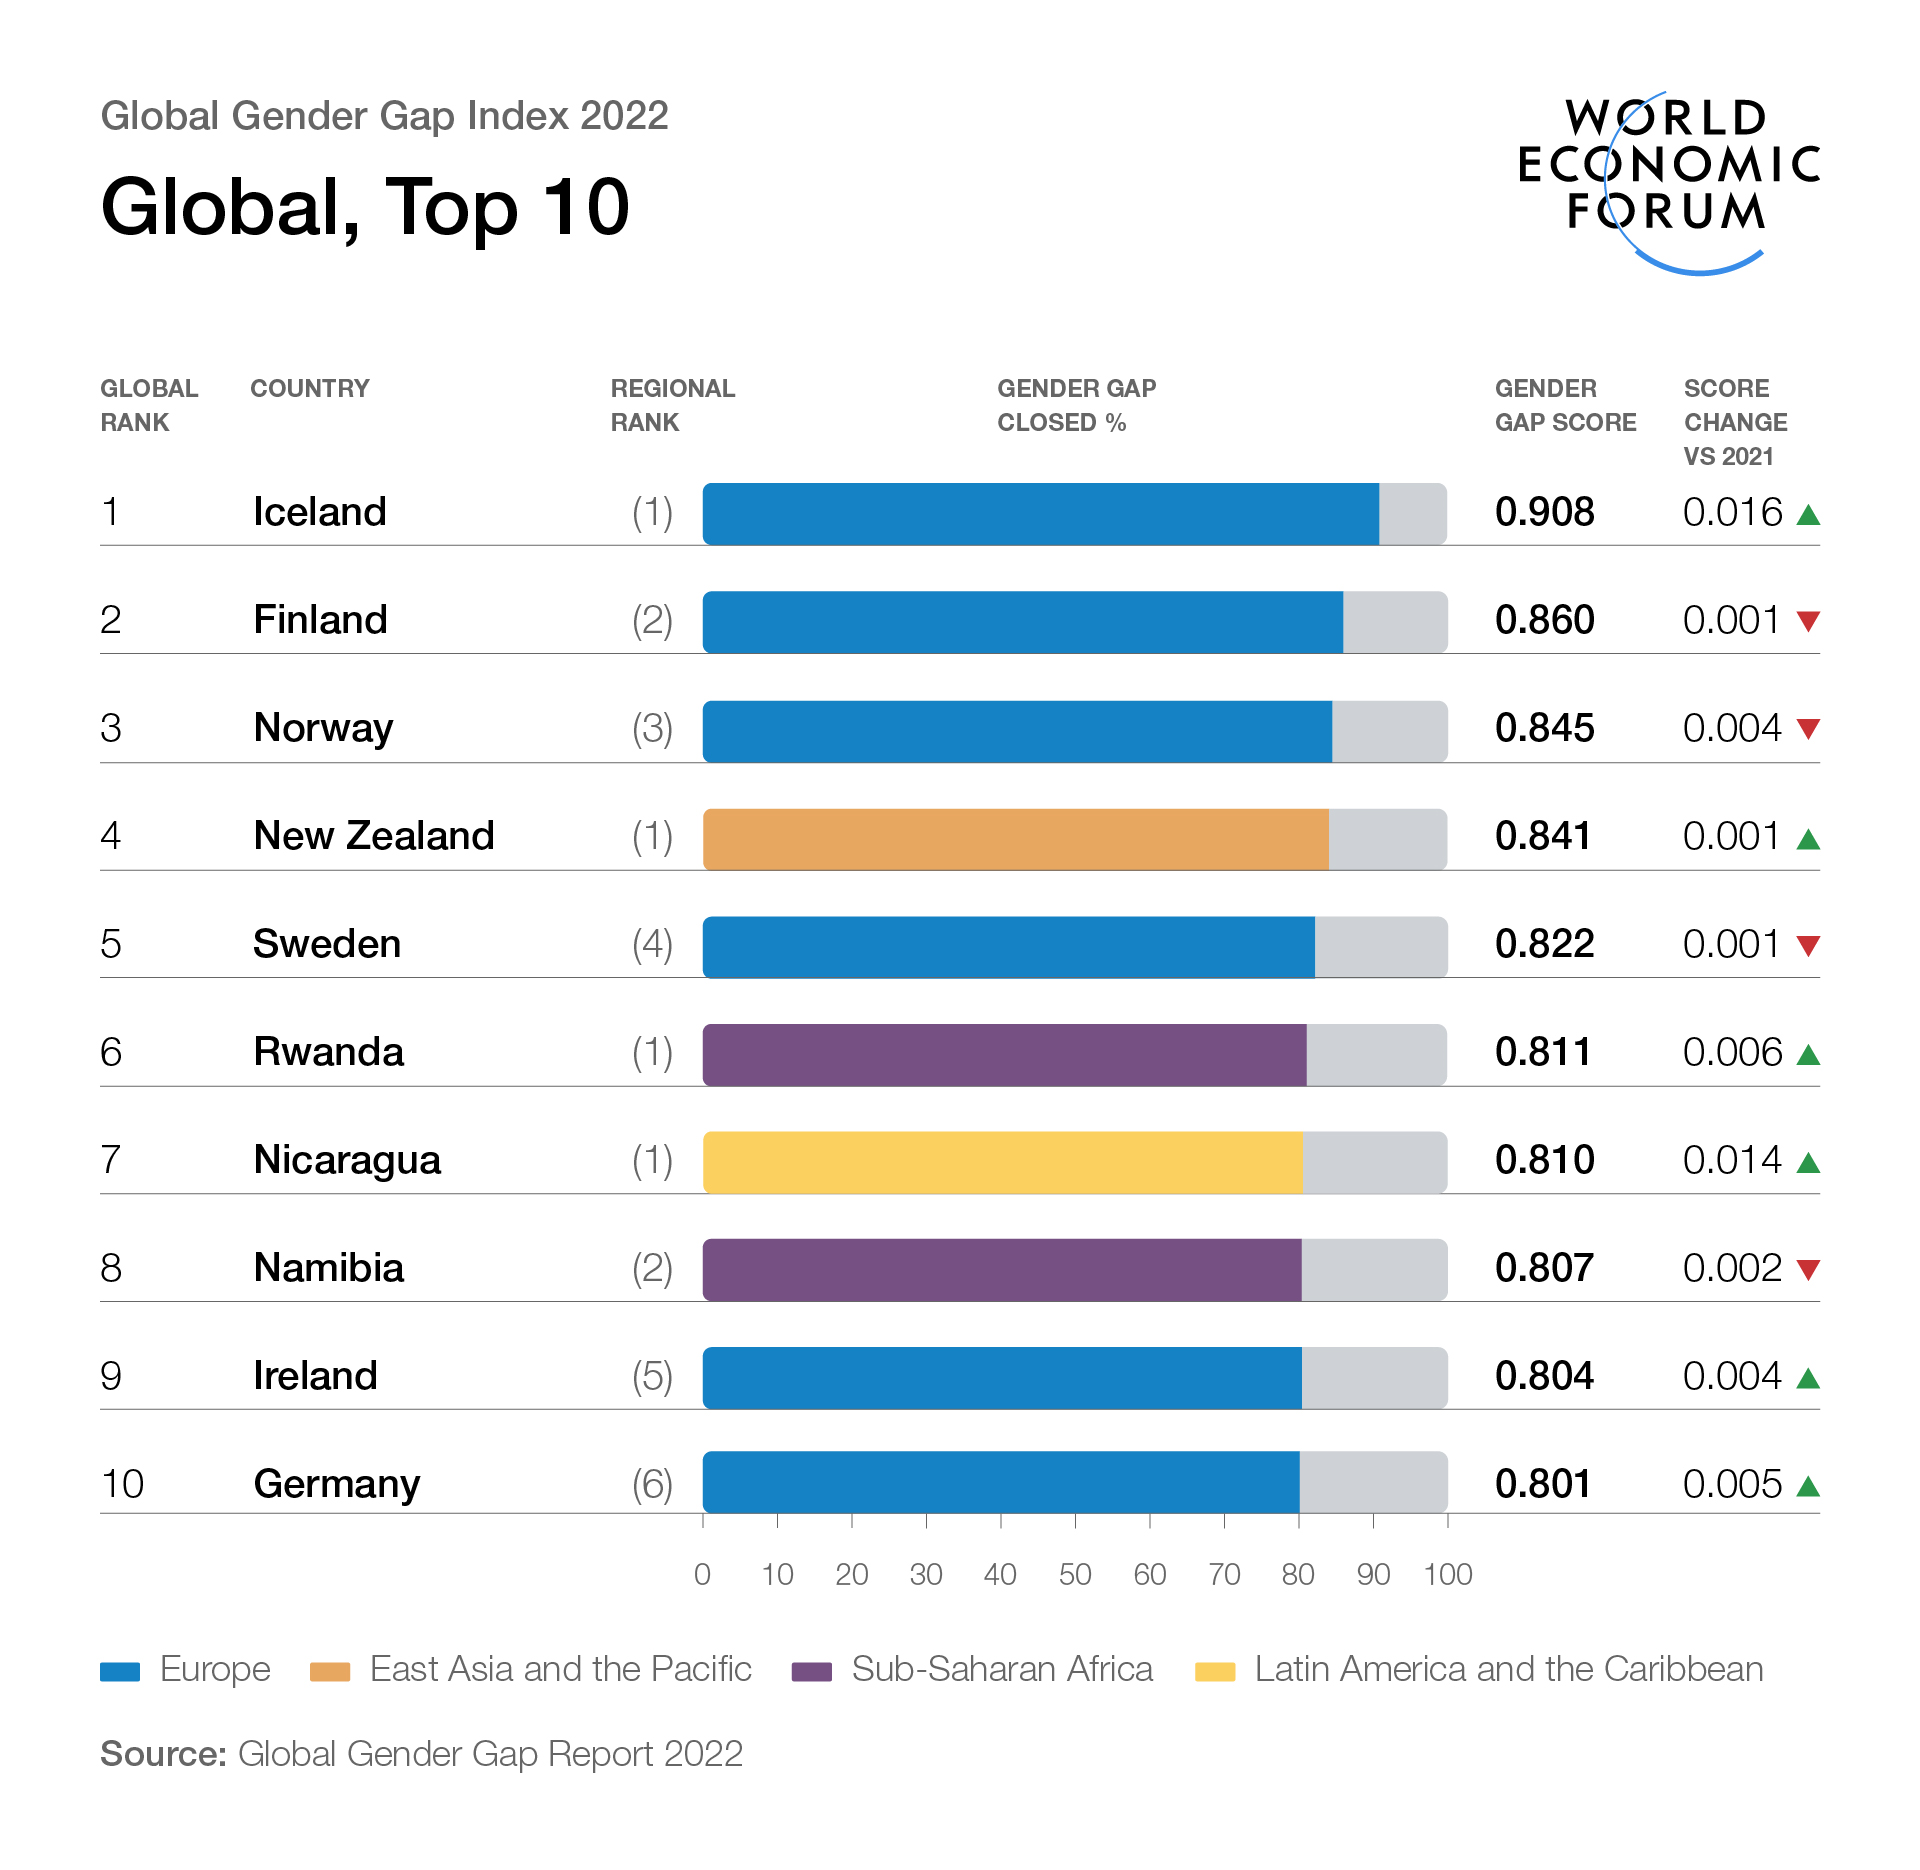 Global Gender Gap Index 2022
Global, Top 10
WORLD
ECONOMIC
FORUM
GLOBAL RANK
COUNTRY
REGIONAL RANK
GENDER GAP CLOSED %
GENDER GAP SCORE
SCORE CHANGE VS 2021
1 Iceland (1) 0.908 0.016 ▲
2 Finland (2) 0.860 0.001 ▼
3 Norway (3) 0.845 0.004 ▼
4 New Zealand (1) 0.841 0.001 ▲
5 Sweden (4) 0.822 0.001 ▼
6 Rwanda (1) 0.811 0.006 ▲
7 Nicaragua (1) 0.810 0.014 ▲
8 Namibia (2) 0.807 0.002 ▼
9 Ireland (5) 0.804 0.004 ▲
10 Germany (6) 0.801 0.005 ▲
0 10 20 30 40 50 60 70 80 90 100
Europe East Asia and the Pacific Sub-Saharan Africa Latin America and the Caribbean
Source: Global Gender Gap Report 2022